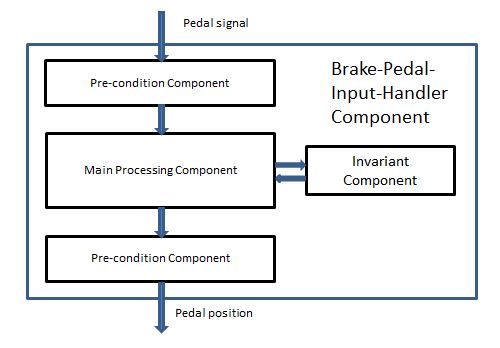 Pedal signal
Pre-condition Component
Brake-Pedal-
Input-Handler
Component
Main Processing Component
Invariant
Component
Pre-condition Component
Pedal position